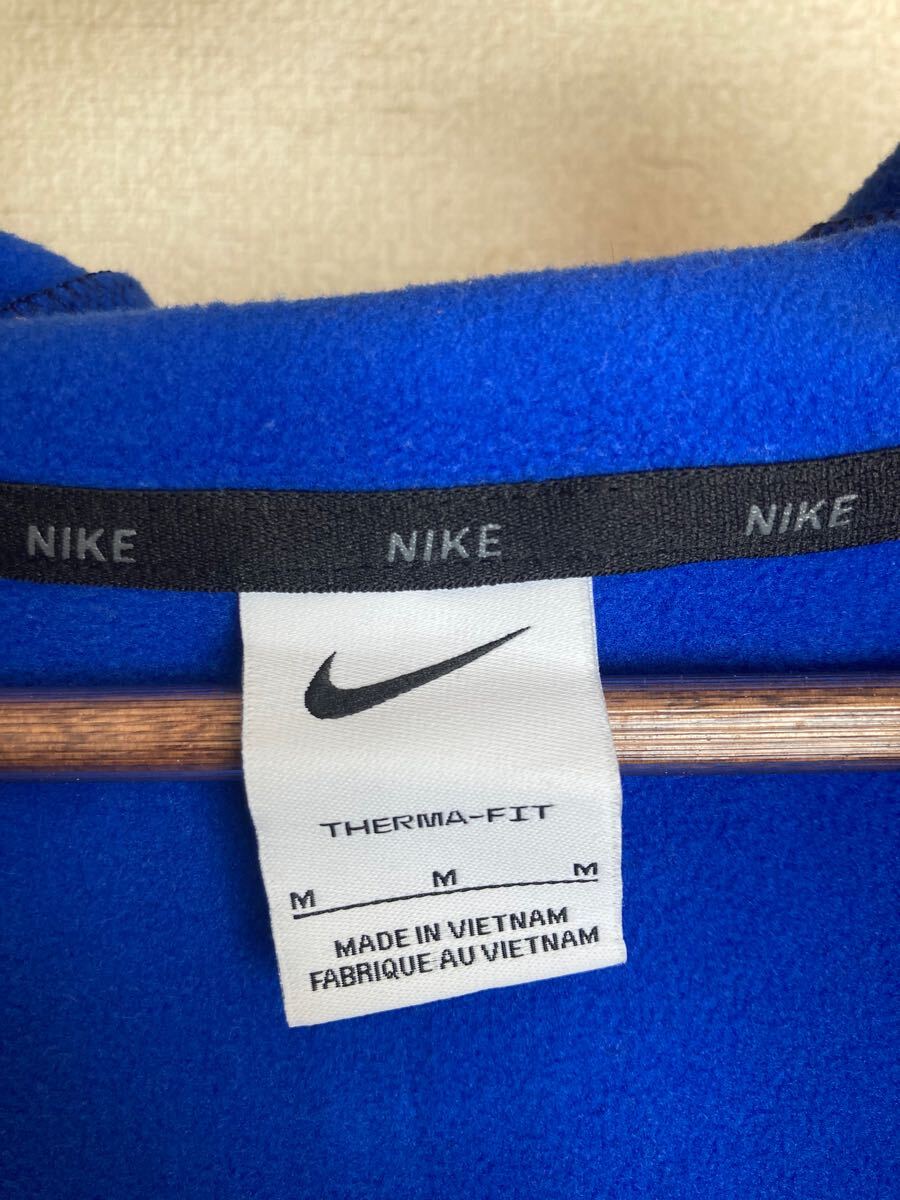 NIKE NIKE NIKE
THERMA-FIT
M M M
MADE IN VIETNAM
FABRIQUE AU VIETNAM